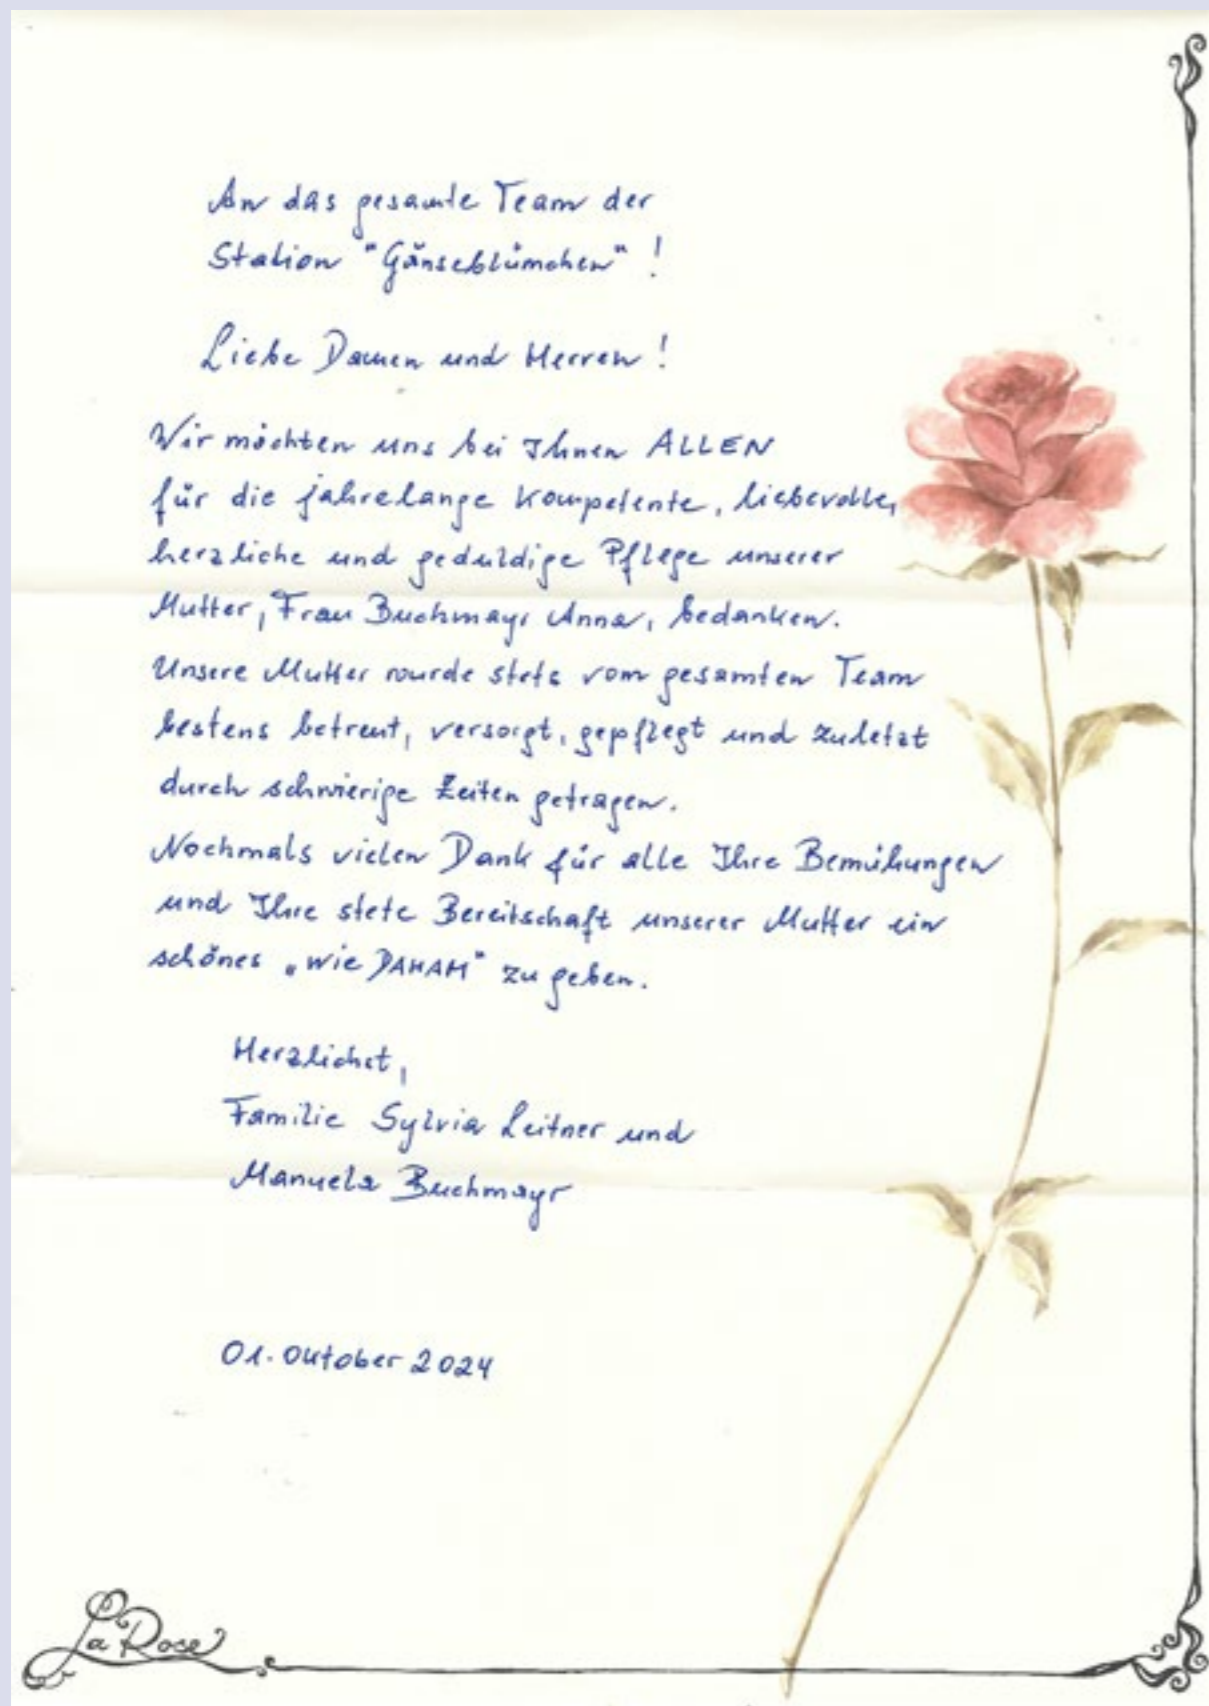 An das gesamte Team der
Station "Gänseblümchen" !
Liebe Damen und Herren !
Wir möchten uns bei Ihnen ALLEN
für die jahrelange kompetente, liebevolle,
herzliche und geduldige Pflege unserer
Mutter, Frau Buchmayr Anna, bedanken.
Unsere Mutter wurde stets vom gesamten Team
bestens betreut, versorgt, gepflegt und zuletzt
durch schwierige Zeiten getragen.
Nochmals vielen Dank für alle Ihre Bemühungen
und Ihre stete Bereitschaft unserer Mutter ein
schönes „wie DAHAM" zu geben.
Herzlichst,
Familie Sylvia Leitner und
Manuela Buchmayr
01. Oktober 2024
La Rose